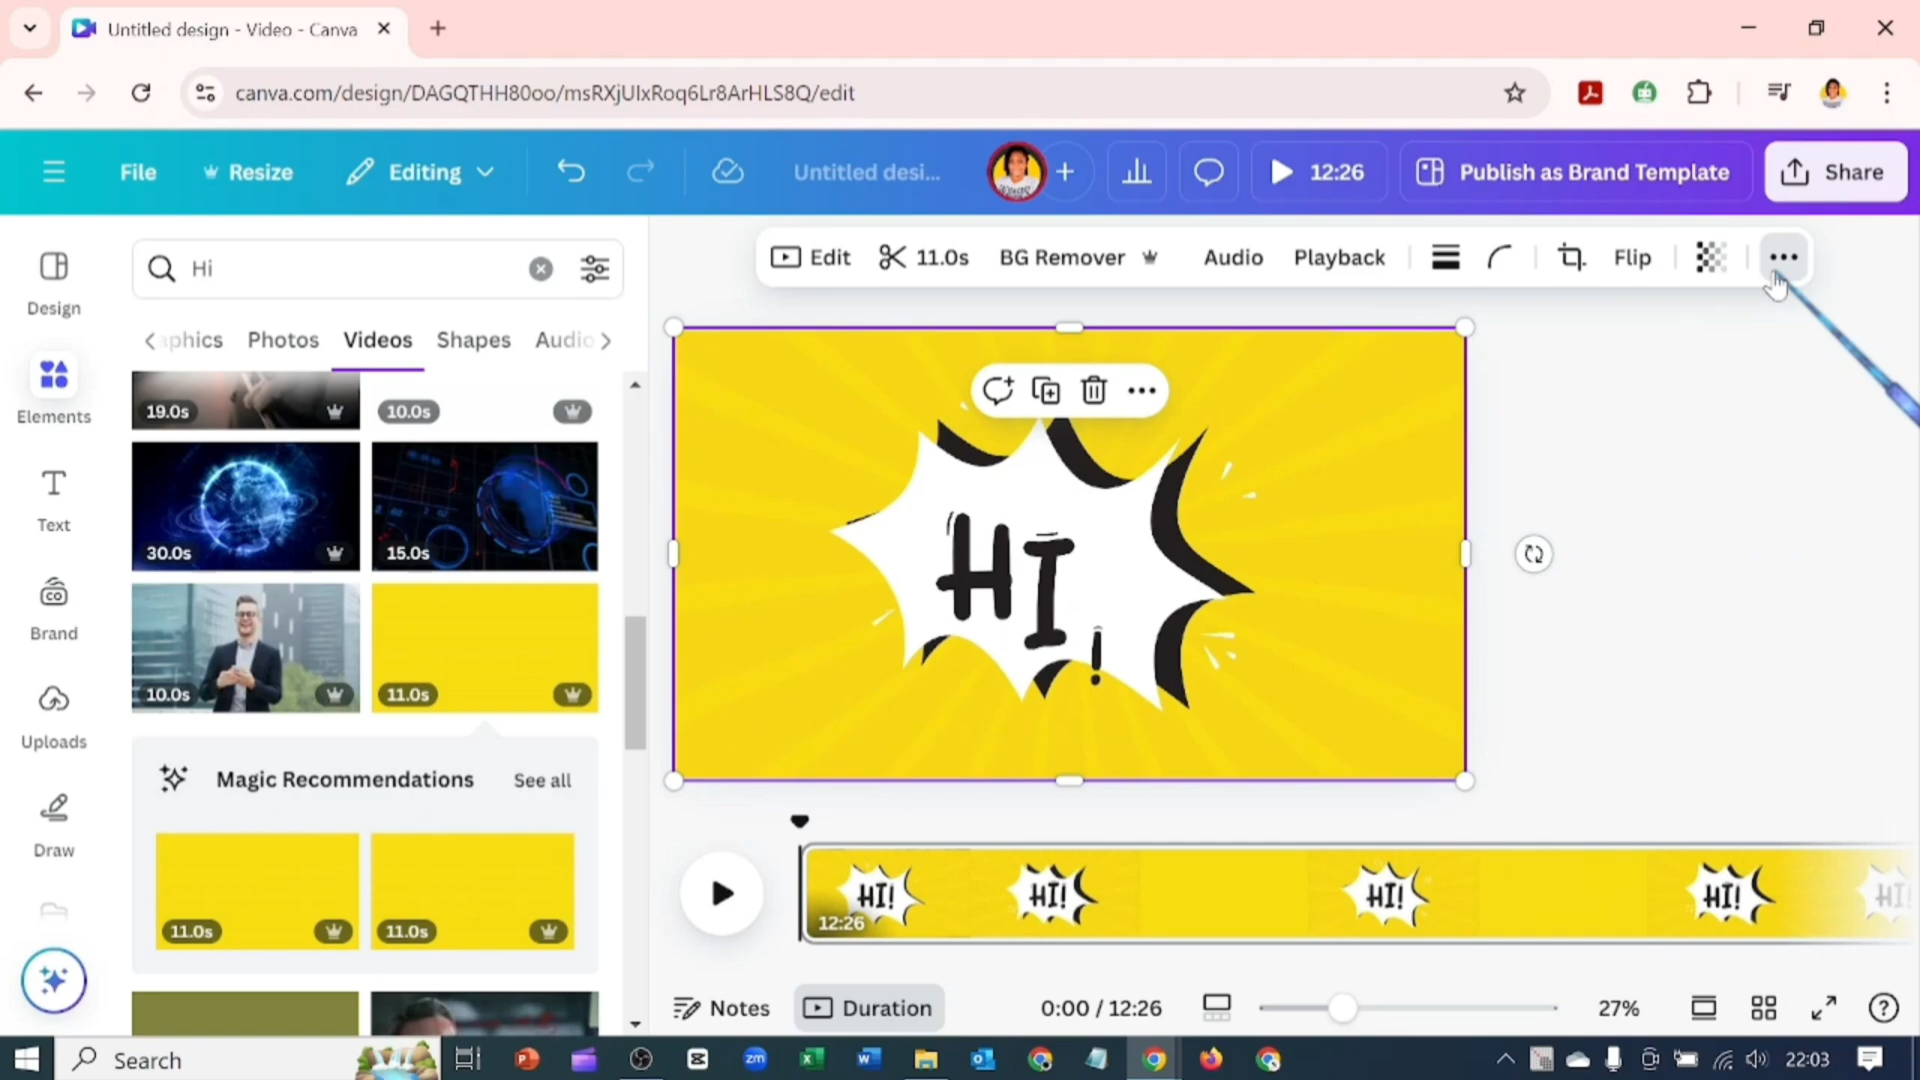 Untitled design - Video - Canva
canva.com/design/DAGQTHH80oo/msRXjUIxRoq6Lr8ArHLS8Q/edit
File
Resize
Editing
Untitled desi...
12:26
Publish as Brand Template
Share
Hi
Edit
11.0s
BG Remover
Audio
Playback
Flip
Design
Elements
Text
Brand
Uploads
Draw
aphics
Photos
Videos
Shapes
Audio
19.0s
10.0s
30.0s
15.0s
10.0s
11.0s
Magic Recommendations
See all
11.0s
11.0s
HI!
HI!
HI!
HI!
HI!
HI!
12:26
Notes
Duration
0:00 / 12:26
27%
Search
zm
22:03